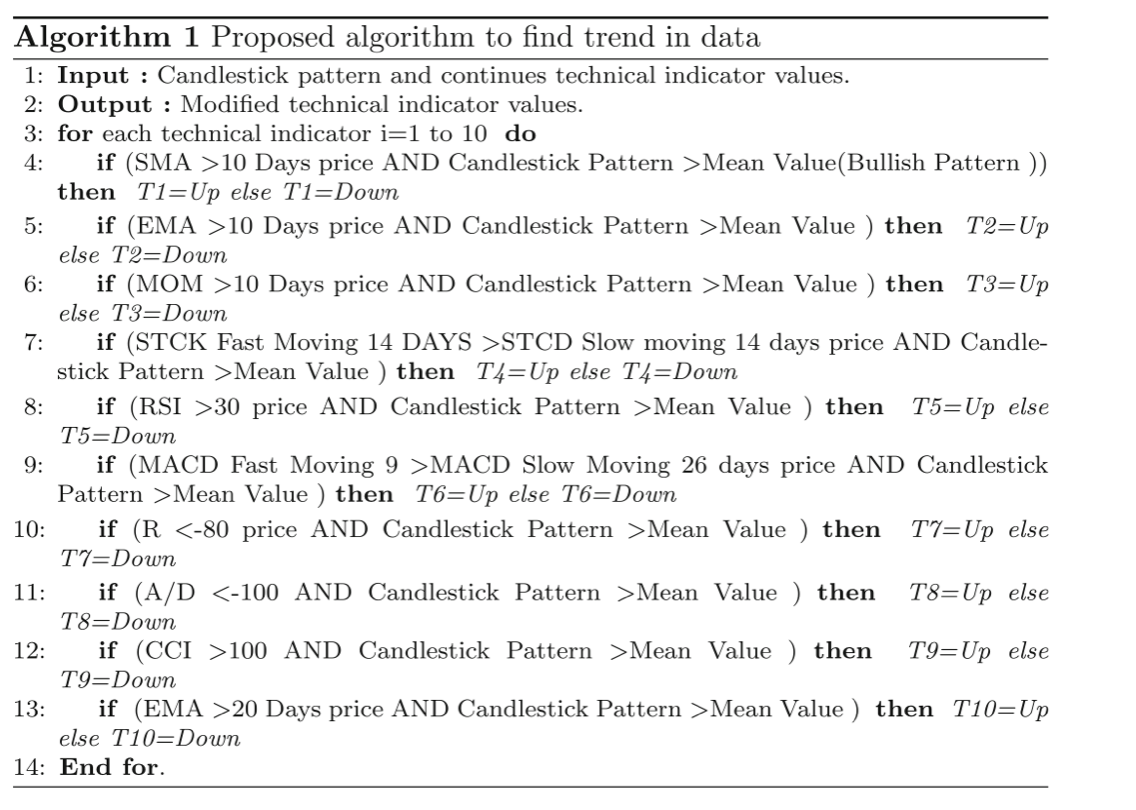 Algorithm 1 Proposed algorithm to find trend in data
1: Input : Candlestick pattern and continues technical indicator values.
2: Output : Modified technical indicator values.
3: for each technical indicator i=1 to 10 do
4: if (SMA >10 Days price AND Candlestick Pattern >Mean Value(Bullish Pattern ))
then T1=Up else T1=Down
5: if (EMA >10 Days price AND Candlestick Pattern >Mean Value ) then T2=Up
else T2=Down
6: if (MOM >10 Days price AND Candlestick Pattern >Mean Value ) then T3=Up
else T3=Down
7: if (STCK Fast Moving 14 DAYS >STCD Slow moving 14 days price AND Candle-
stick Pattern >Mean Value ) then T4=Up else T4=Down
8: if (RSI >30 price AND Candlestick Pattern >Mean Value ) then T5=Up else
T5=Down
9: if (MACD Fast Moving 9 >MACD Slow Moving 26 days price AND Candlestick
Pattern >Mean Value ) then T6=Up else T6=Down
10: if (R <-80 price AND Candlestick Pattern >Mean Value ) then T7=Up else
T7=Down
11: if (A/D <-100 AND Candlestick Pattern >Mean Value ) then T8=Up else
T8=Down
12: if (CCI >100 AND Candlestick Pattern >Mean Value ) then T9=Up else
T9=Down
13: if (EMA >20 Days price AND Candlestick Pattern >Mean Value ) then T10=Up
else T10=Down
14: End for.